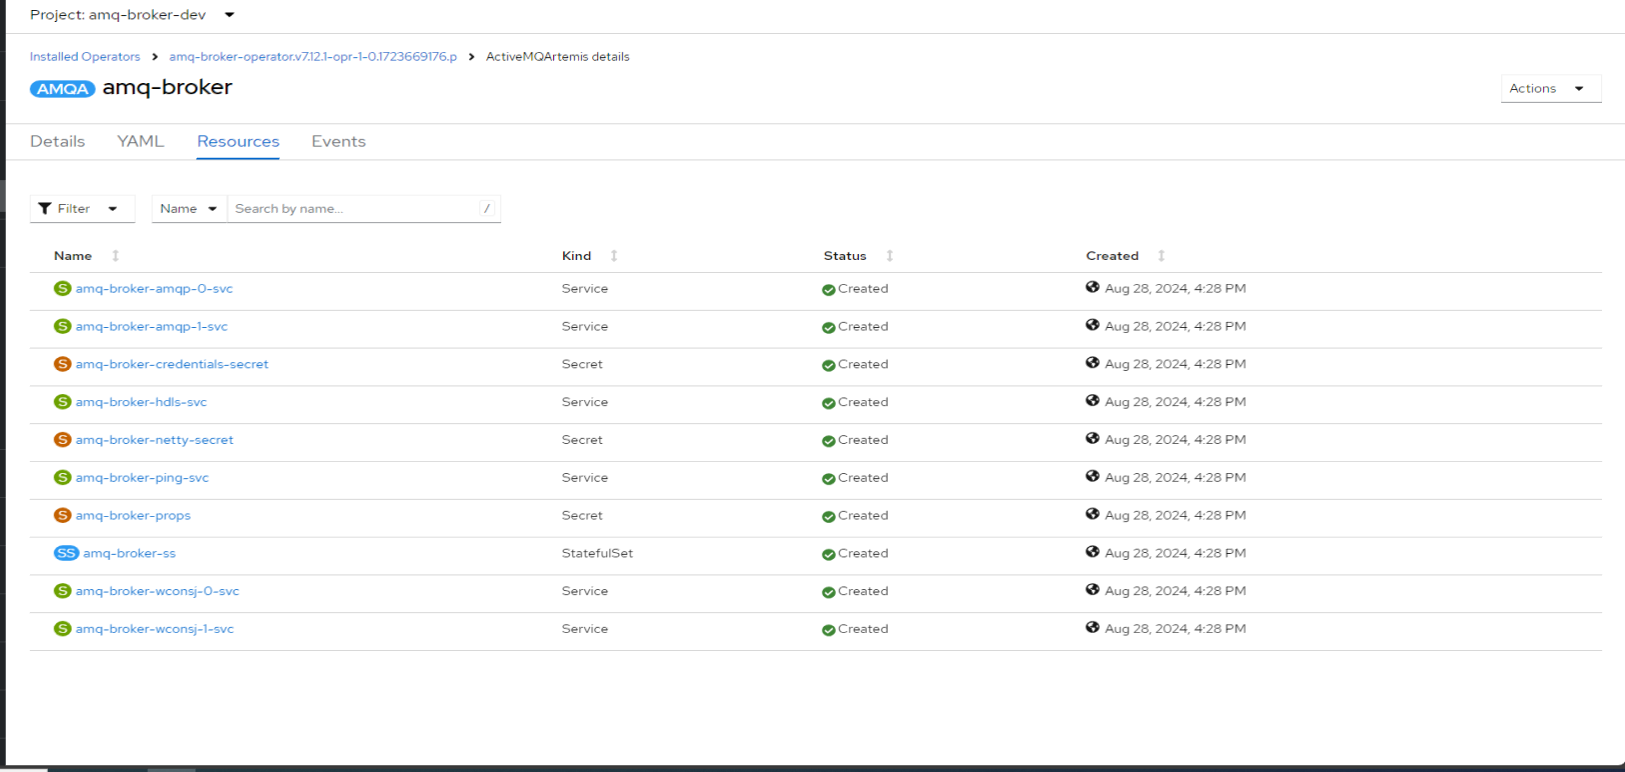 Project: amq-broker-dev
Installed Operators > amq-broker-operator.v7.12.1-opr-1-0.1723669176.p > ActiveMQArtemis details
AMQA amq-broker
Actions
Details YAML Resources Events
Filter Name Search by name... /
Name Kind Status Created
S amq-broker-amqp-0-svc Service Created Aug 28, 2024, 4:28 PM
S amq-broker-amqp-1-svc Service Created Aug 28, 2024, 4:28 PM
S amq-broker-credentials-secret Secret Created Aug 28, 2024, 4:28 PM
S amq-broker-hdls-svc Service Created Aug 28, 2024, 4:28 PM
S amq-broker-netty-secret Secret Created Aug 28, 2024, 4:28 PM
S amq-broker-ping-svc Service Created Aug 28, 2024, 4:28 PM
S amq-broker-props Secret Created Aug 28, 2024, 4:28 PM
SS amq-broker-ss StatefulSet Created Aug 28, 2024, 4:28 PM
S amq-broker-wconsj-0-svc Service Created Aug 28, 2024, 4:28 PM
S amq-broker-wconsj-1-svc Service Created Aug 28, 2024, 4:28 PM